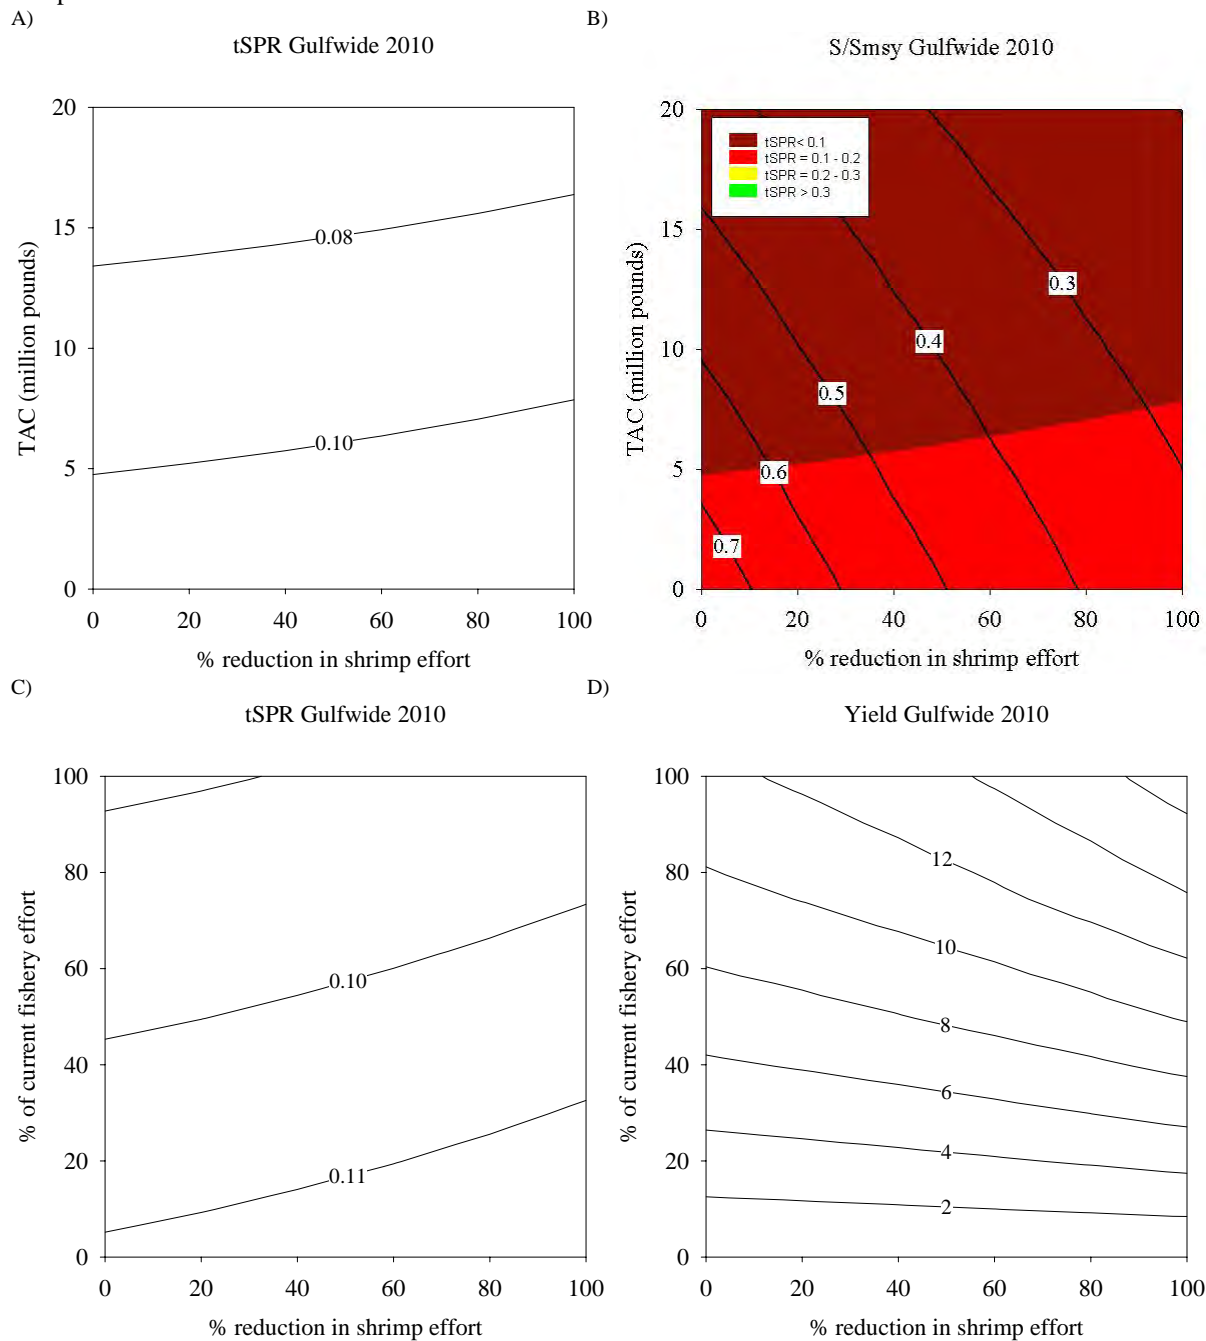 A)
tSPR Gulfwide 2010
20
15
10
5
0
0 20 40 60 80 100
0.08
0.10
TAC (million pounds)
% reduction in shrimp effort
B)
S/Smsy Gulfwide 2010
tSPR< 0.1
tSPR = 0.1 - 0.2
tSPR = 0.2 - 0.3
tSPR > 0.3
20
15
10
5
0
0 20 40 60 80 100
0.3
0.4
0.5
0.6
0.7
TAC (million pounds)
% reduction in shrimp effort
C)
tSPR Gulfwide 2010
100
80
60
40
20
0
0 20 40 60 80 100
0.10
0.11
% of current fishery effort
% reduction in shrimp effort
D)
Yield Gulfwide 2010
100
80
60
40
20
0
0 20 40 60 80 100
12
10
8
6
4
2
% of current fishery effort
% reduction in shrimp effort